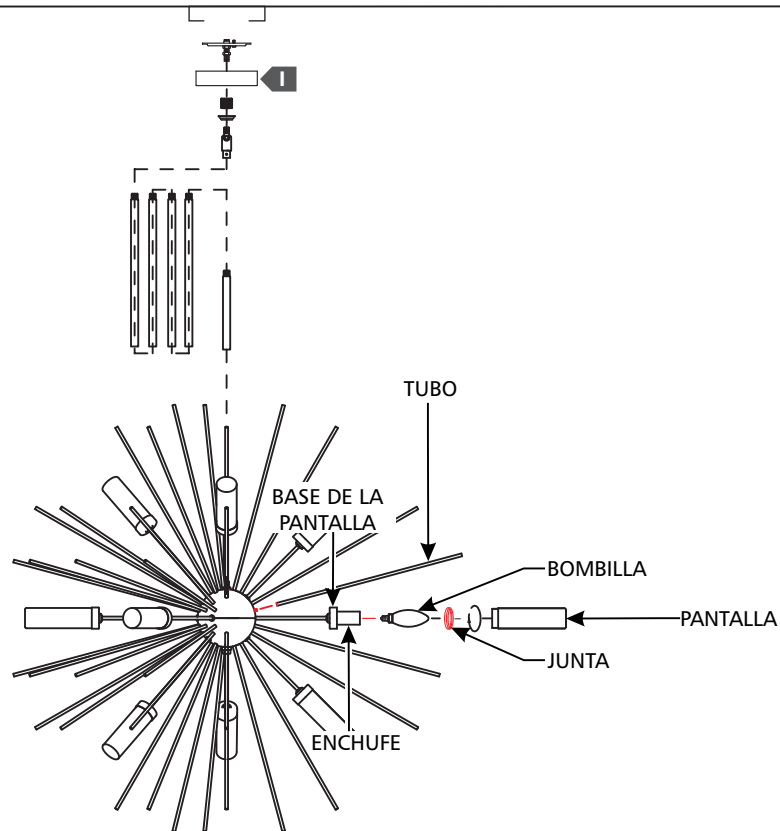 I
TUBO
BASE DE LA
PANTALLA
BOMBILLA
PANTALLA
JUNTA
ENCHUFE